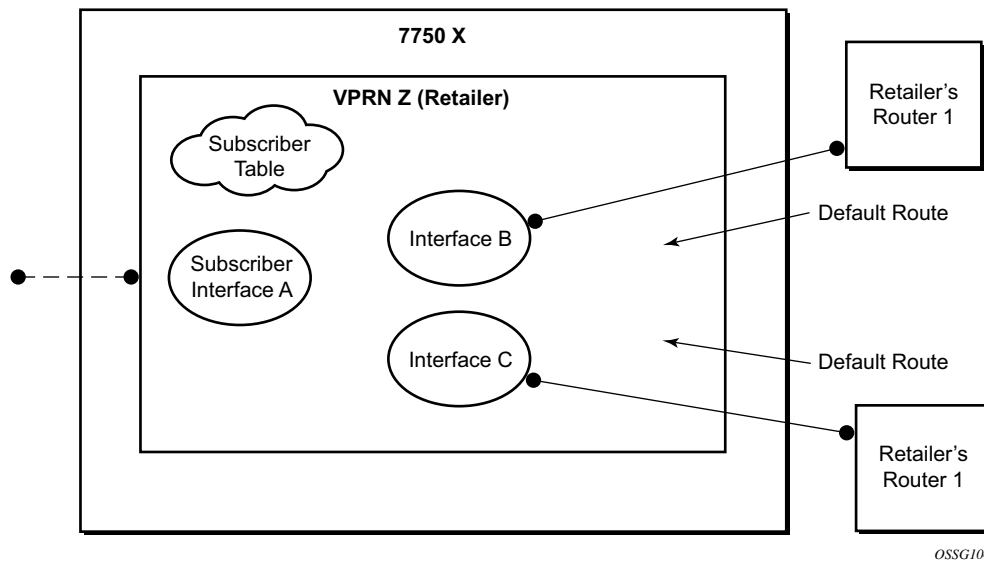 7750 X
VPRN Z (Retailer)
Subscriber
Table
Subscriber
Interface A
Interface B
Interface C
Retailer's
Router 1
Default Route
Default Route
Retailer's
Router 1